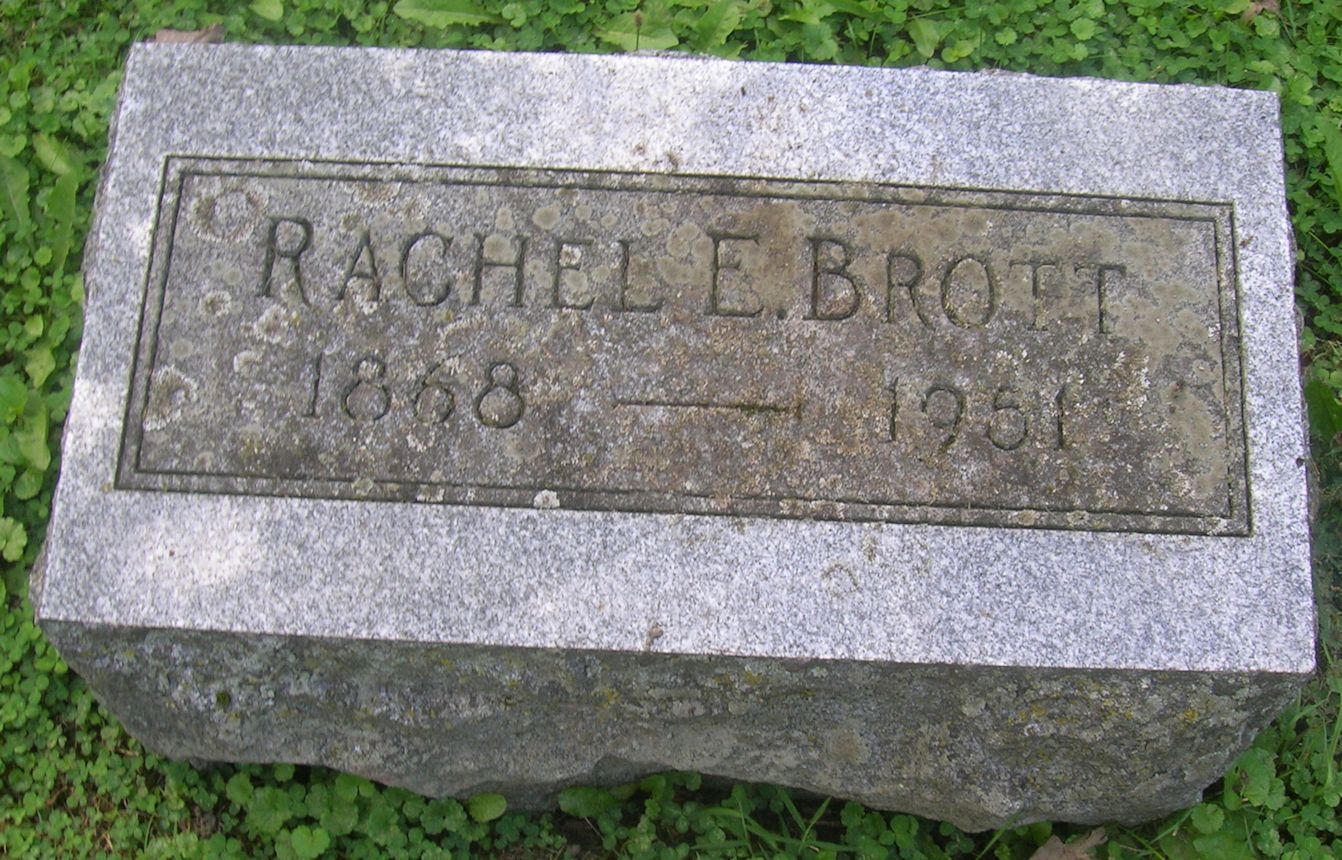 RACHEL E. BROTT
1868 — 1951